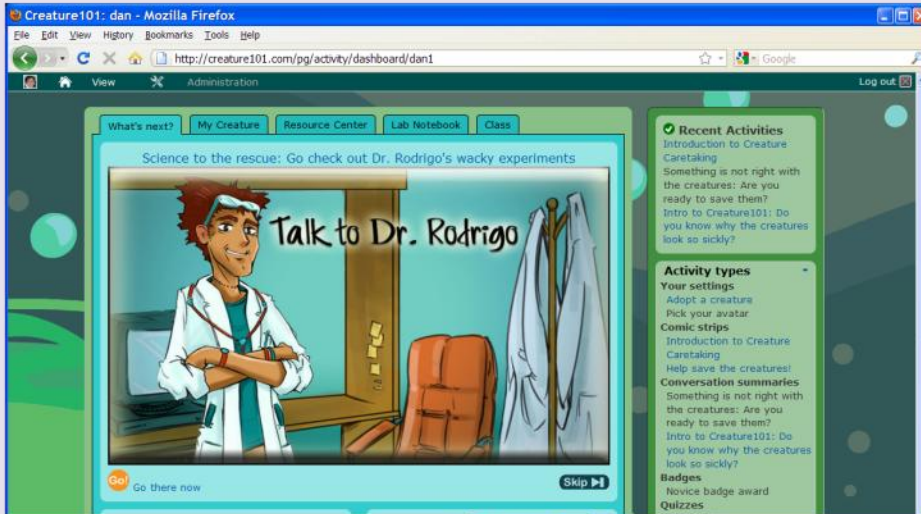 Creature101: dan - Mozilla Firefox
File Edit View History Bookmarks Tools Help
http://creature101.com/pg/activity/dashboard/dan1
Google
View Administration Log out
What's next? My Creature Resource Center Lab Notebook Class
Science to the rescue: Go check out Dr. Rodrigo's wacky experiments
Talk to Dr. Rodrigo
Go!
Go there now
Skip
Recent Activities
Introduction to Creature
Caretaking
Something is not right with
the creatures: Are you
ready to save them?
Intro to Creature101: Do
you know why the creatures
look so sickly?
Activity types
Your settings
Adopt a creature
Pick your avatar
Comic strips
Introduction to Creature
Caretaking
Help save the creatures!
Conversation summaries
Something is not right with
the creatures: Are you
ready to save them?
Intro to Creature101: Do
you know why the creatures
look so sickly?
Badges
Novice badge award
Quizzes